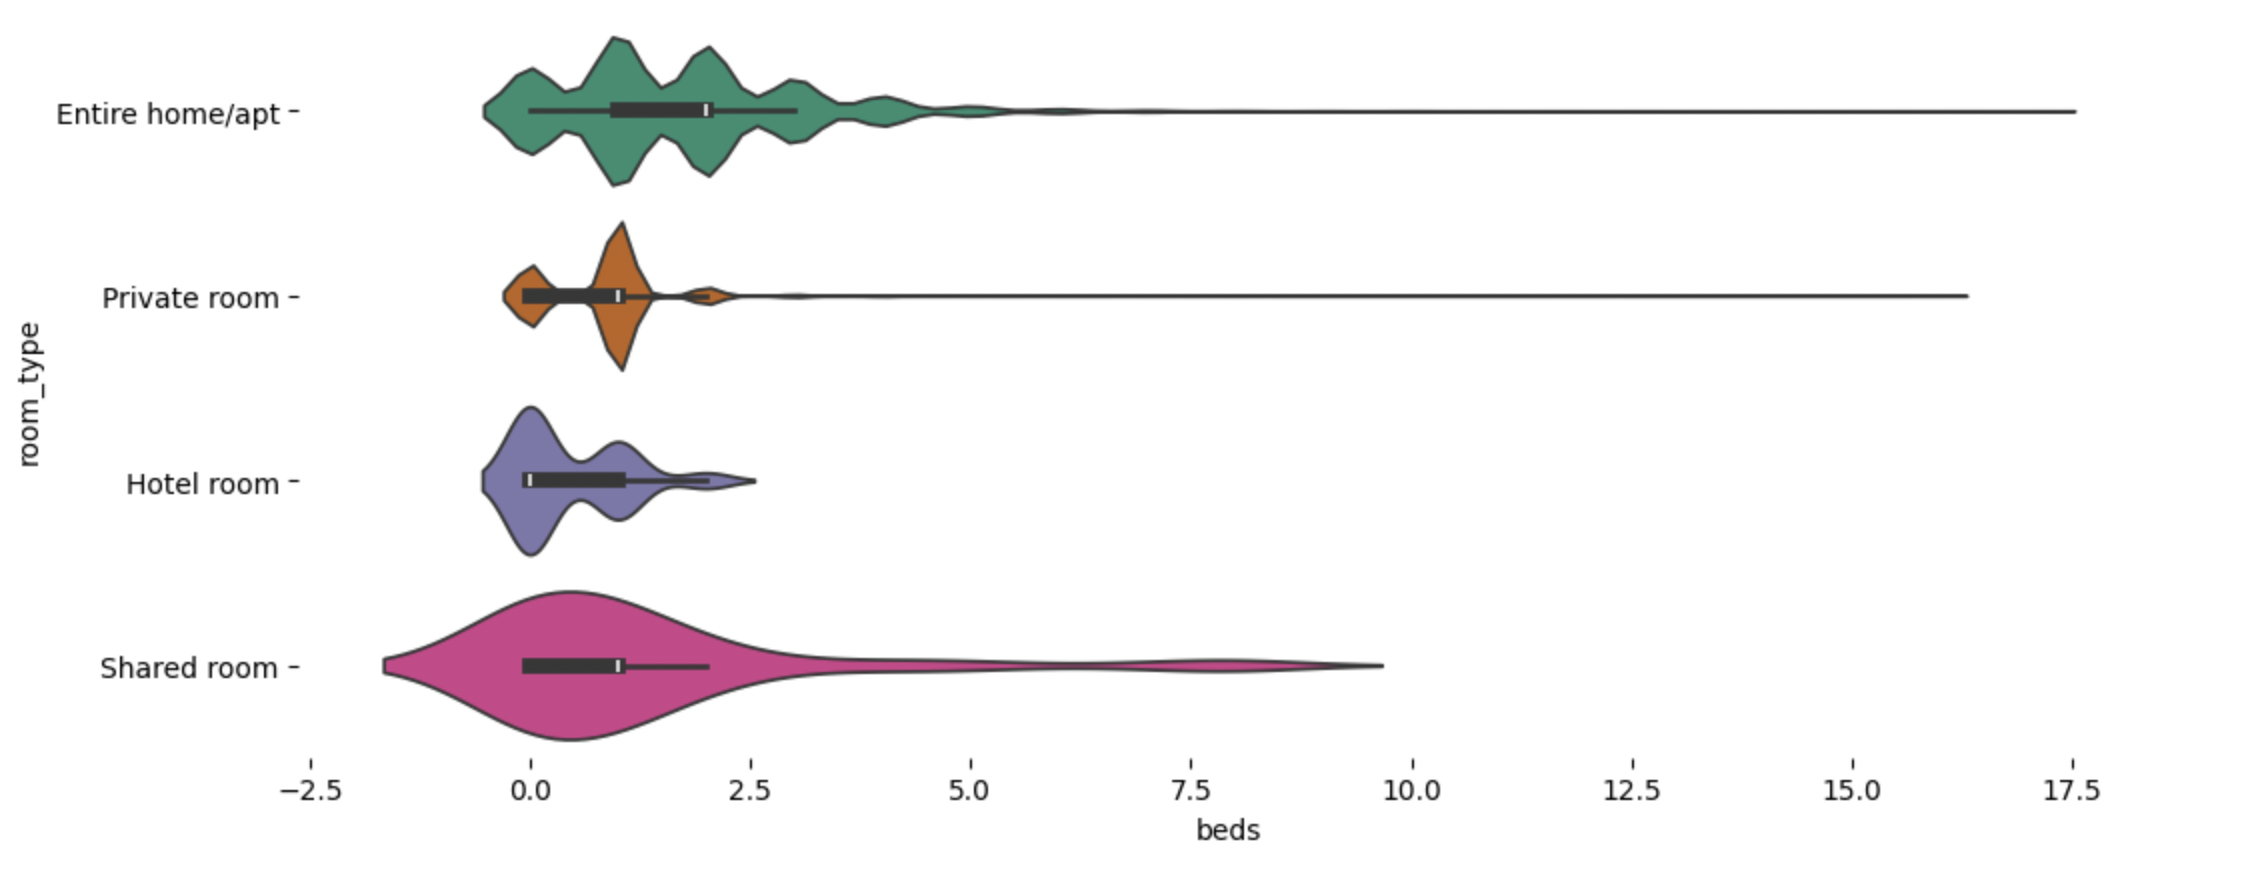 room_type
Entire home/apt
Private room
Hotel room
Shared room
−2.5 0.0 2.5 5.0 7.5 10.0 12.5 15.0 17.5
beds